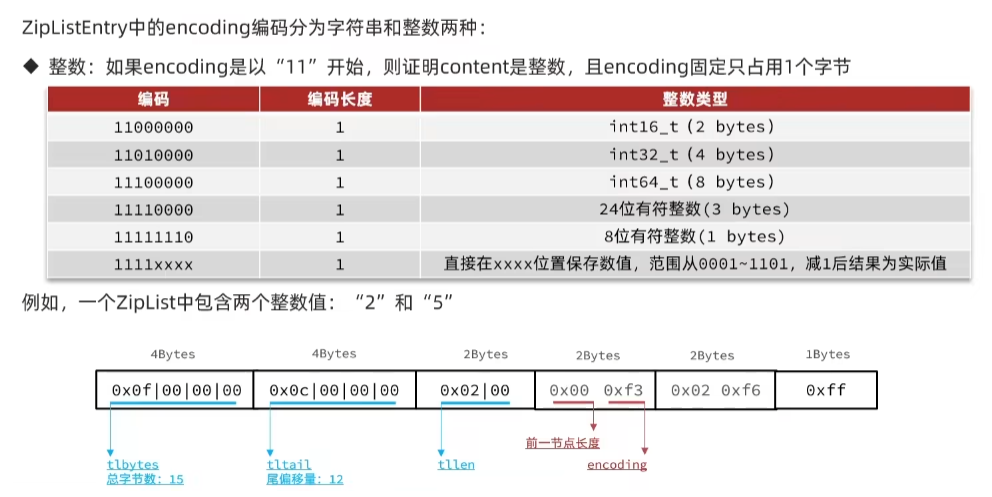 ZipListEntry中的encoding编码分为字符串和整数两种：
◆ 整数：如果encoding是以“11”开始，则证明content是整数，且encoding固定只占用1个字节
编码 编码长度 整数类型
11000000 1 int16_t（2 bytes）
11010000 1 int32_t（4 bytes）
11100000 1 int64_t（8 bytes）
11110000 1 24位有符整数(3 bytes)
11111110 1 8位有符整数(1 bytes)
1111xxxx 1 直接在xxxx位置保存数值，范围从0001~1101，减1后结果为实际值
例如，一个ZipList中包含两个整数值：“2”和“5”
4Bytes 4Bytes 2Bytes 2Bytes 2Bytes 1Bytes
0x0f|00|00|00 0x0c|00|00|00 0x02|00 0x00 0xf3 0x02 0xf6 0xff
前一节点长度
tlbytes tltail tllen encoding
总字节数：15 尾偏移量：12